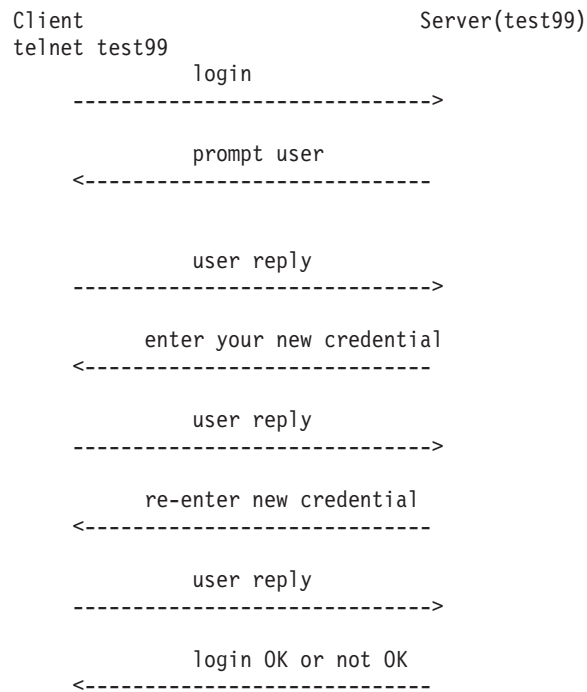 Client Server(test99)
telnet test99
login
------------------------------>
prompt user
<-----------------------------
user reply
------------------------------>
enter your new credential
<-----------------------------
user reply
------------------------------>
re-enter new credential
<-----------------------------
user reply
------------------------------>
login OK or not OK
<-----------------------------